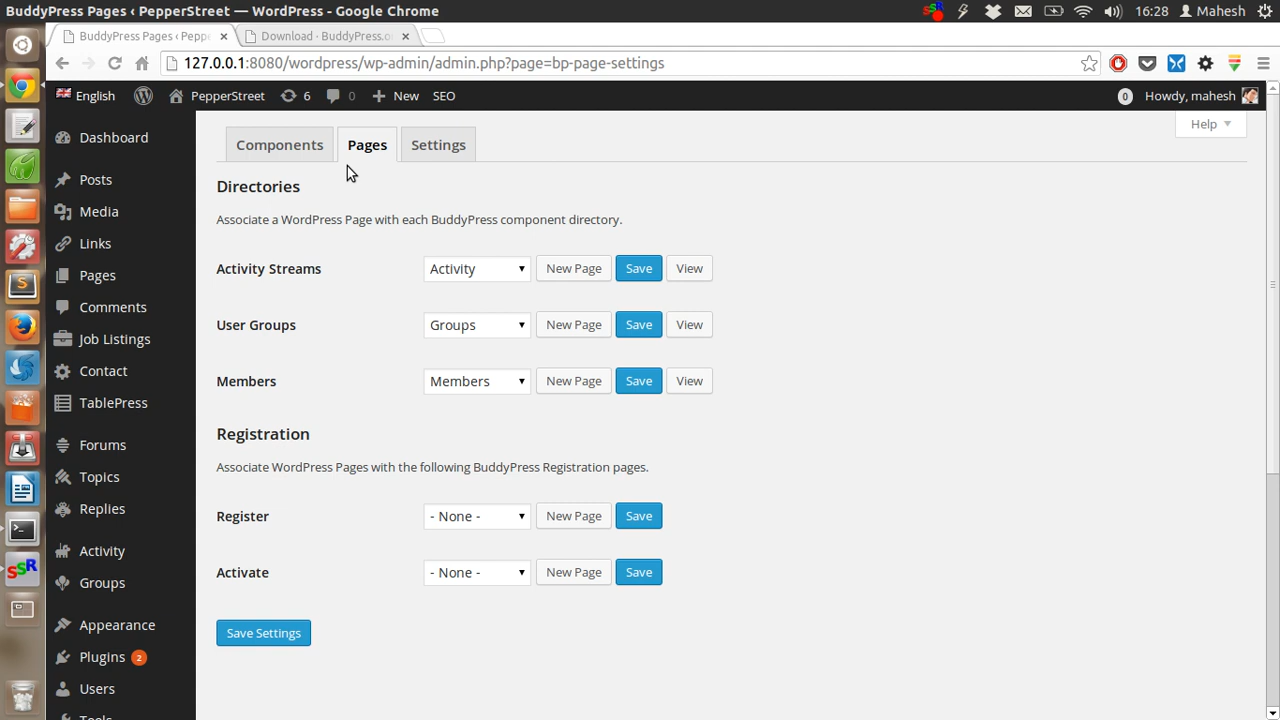 BuddyPress Pages ‹ PepperStreet — WordPress - Google Chrome
16:28 Mahesh
BuddyPress Pages ‹ Peppe
Download · BuddyPress.o
127.0.0.1:8080/wordpress/wp-admin/admin.php?page=bp-page-settings
English PepperStreet 6 0 New SEO 0 Howdy, mahesh
Help
Components Pages Settings
Dashboard
Posts
Media
Links
Pages
Comments
Job Listings
Contact
TablePress
Forums
Topics
Replies
Activity
Groups
Appearance
Plugins 2
Users
Tools
Directories
Associate a WordPress Page with each BuddyPress component directory.
Activity Streams Activity New Page Save View
User Groups Groups New Page Save View
Members Members New Page Save View
Registration
Associate WordPress Pages with the following BuddyPress Registration pages.
Register - None - New Page Save
Activate - None - New Page Save
Save Settings
SSR